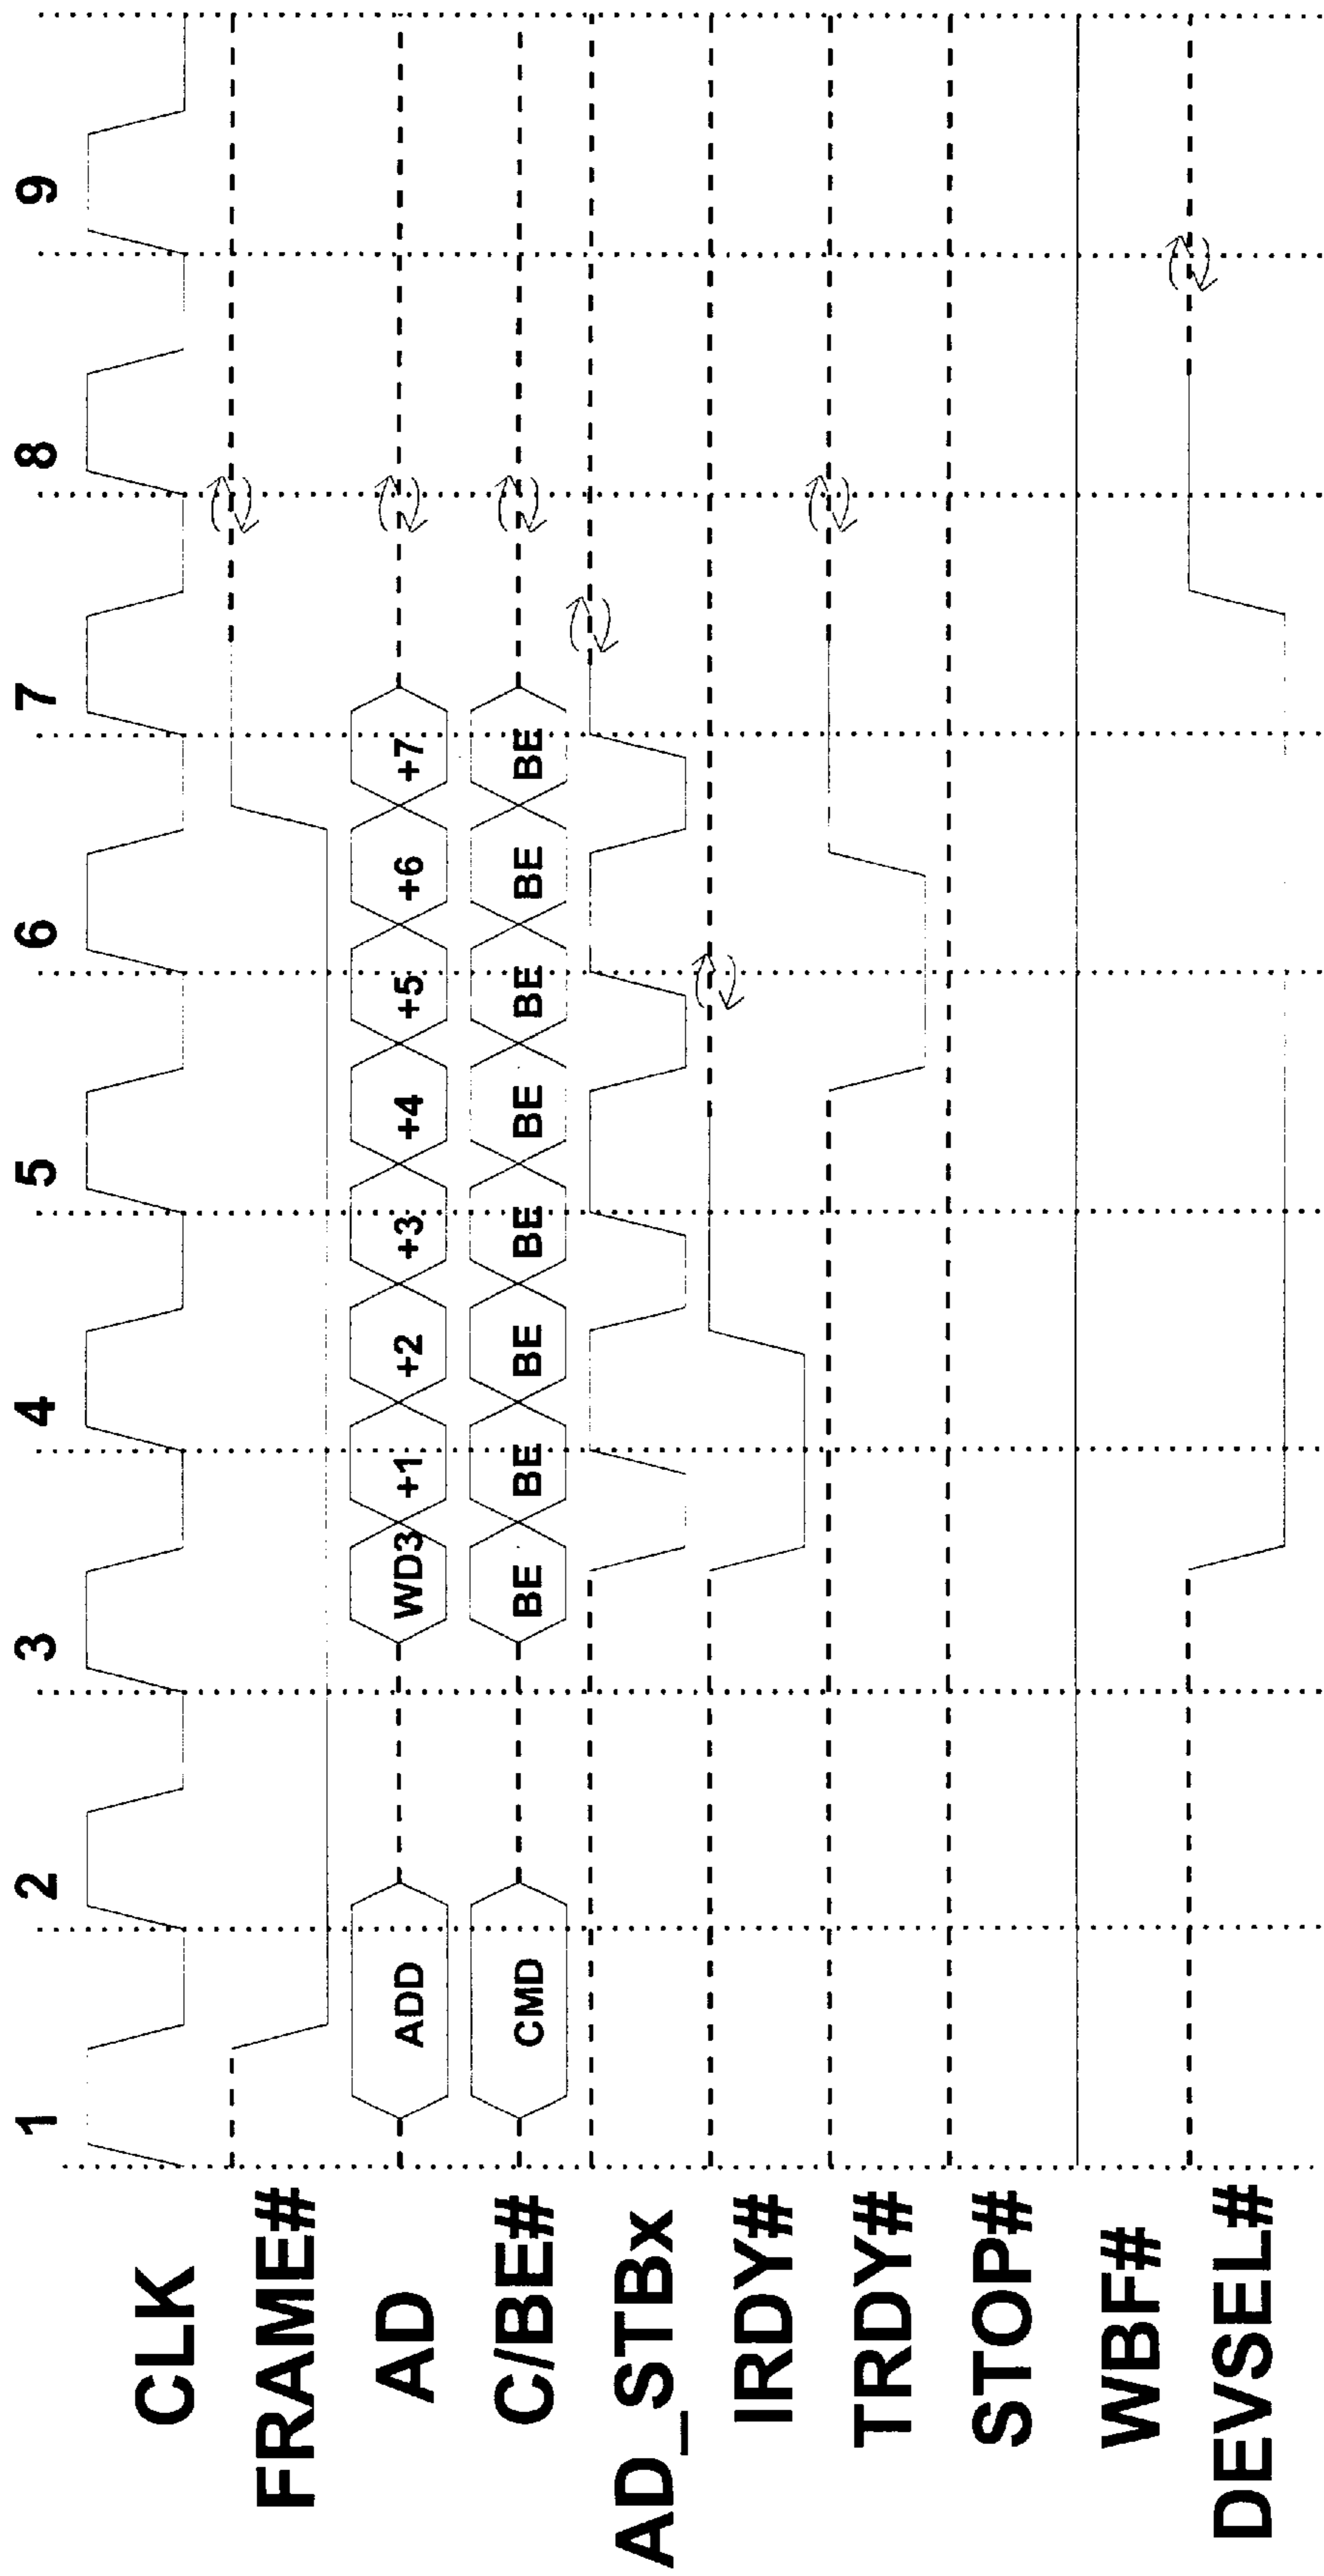 1 2 3 4 5 6 7 8 9
CLK
FRAME#
AD ADD WD3 +1 +2 +3 +4 +5 +6 +7
C/BE# CMD BE BE BE BE BE BE BE BE
AD_STBx
IRDY#
TRDY#
STOP#
WBF#
DEVSEL#